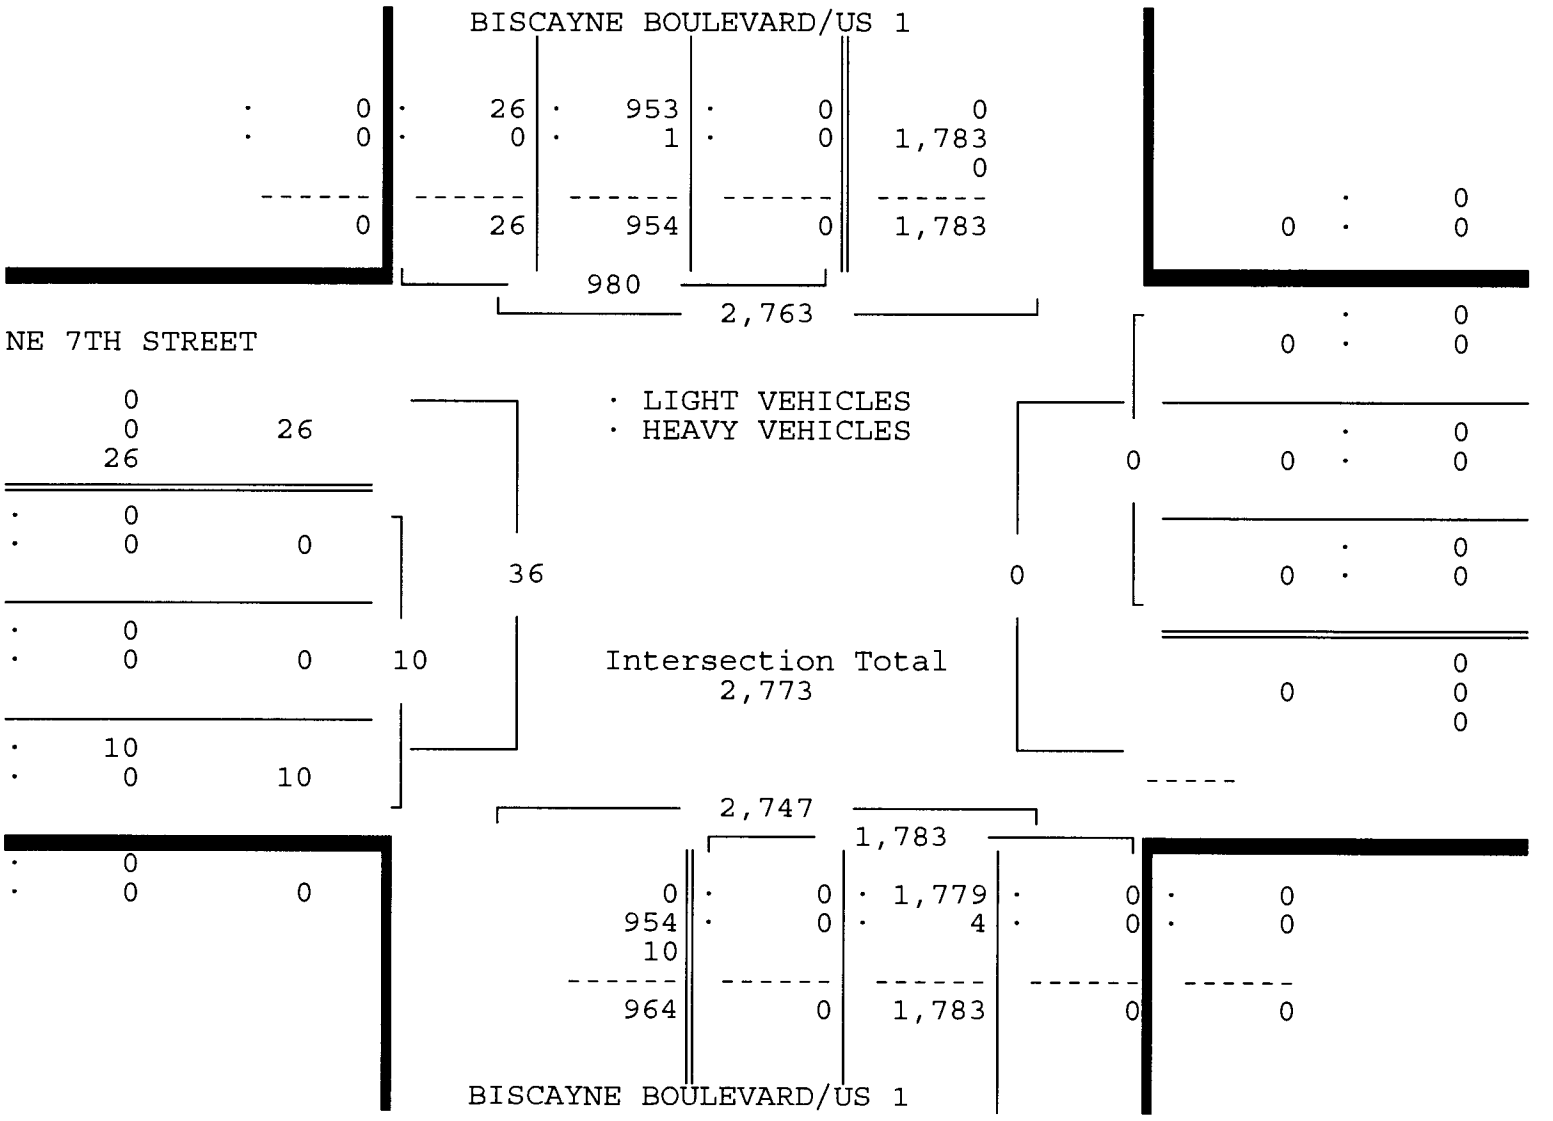 BISCAYNE BOULEVARD/US 1
· 0 · 26 · 953 · 0 0
· 0 · 0 · 1 · 0 1,783
0
------ ------ ------ ------ ------
· 0
0 26 954 0 1,783 0 · 0
980
2,763 · 0
NE 7TH STREET 0 · 0
0 · LIGHT VEHICLES
0 26 · HEAVY VEHICLES · 0
26 0 0 · 0
· 0
· 0 0 · 0
36 0 0 · 0
· 0
· 0 0 10 Intersection Total 0
2,773 0 0
0
· 10
· 0 10 -----
2,747
1,783
· 0
· 0 0 0 · 0 · 1,779 · 0 · 0
954 · 0 · 4 · 0 · 0
10
------ ------ ------ ------ ------
964 0 1,783 0 0
BISCAYNE BOULEVARD/US 1